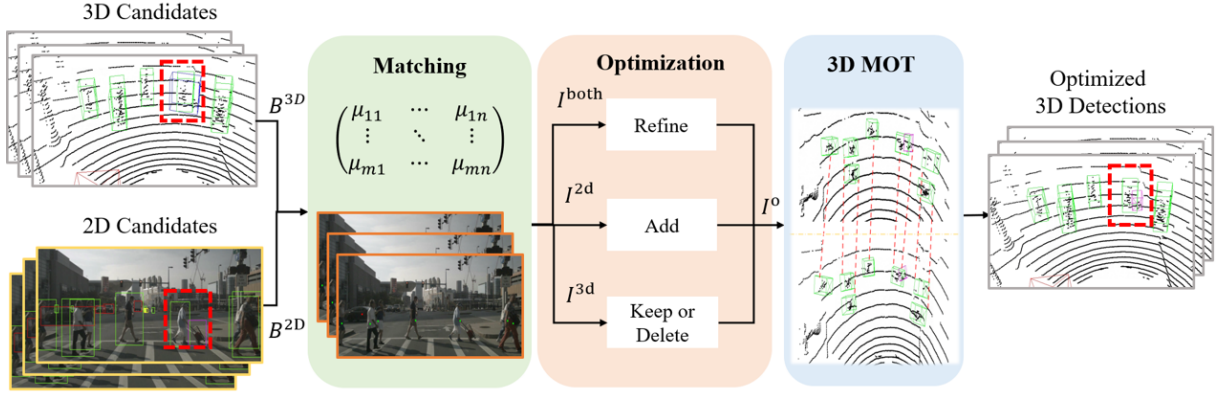 3D Candidates
B^{3D}
2D Candidates
B^{2D}
Matching
μ_{11} ⋯ μ_{1n}
⋮ ⋱ ⋮
μ_{m1} ⋯ μ_{mn}
Optimization
I^{both}
Refine
I^{2d}
Add
I^{3d}
Keep or
Delete
I^{o}
3D MOT
Optimized
3D Detections